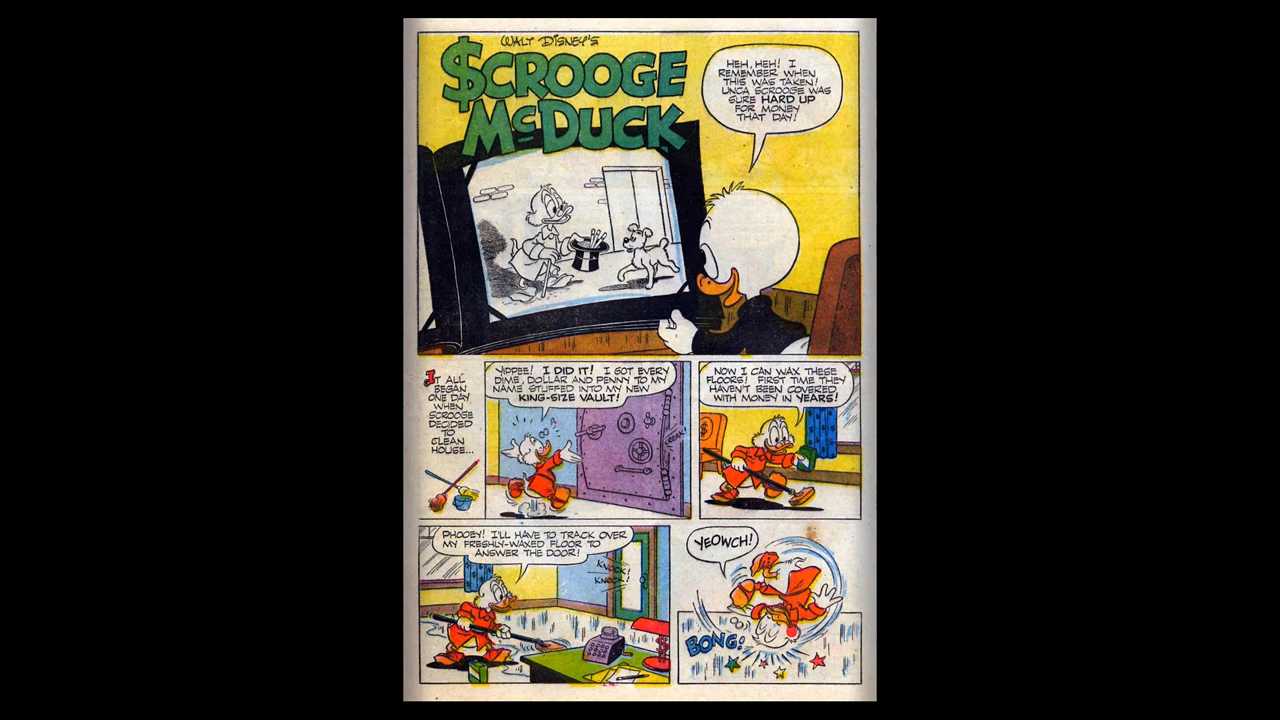 WALT DISNEY'S
$CROOGE
McDUCK
HEH, HEH! I
REMEMBER WHEN
THIS WAS TAKEN!
UNCA SCROOGE WAS
SURE HARD UP
FOR MONEY
THAT DAY!
IT ALL
BEGAN
ONE DAY
WHEN
SCROOGE
DECIDED
TO
CLEAN
HOUSE...
YIPPEE! I DID IT! I GOT EVERY
DIME, DOLLAR AND PENNY TO MY
NAME STUFFED INTO MY NEW
KING-SIZE VAULT!
CREAK!
NOW I CAN WAX THESE
FLOORS! FIRST TIME THEY
HAVEN'T BEEN COVERED
WITH MONEY IN YEARS!
$
PHOOEY! I'LL HAVE TO TRACK OVER
MY FRESHLY-WAXED FLOOR TO
ANSWER THE DOOR!
KNOCK!
KNOCK!
$
YEOWCH!
BONG!